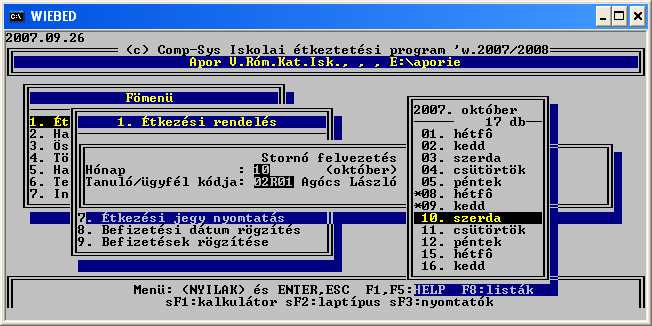 WIEBED
2007.09.26
(c) Comp-Sys Iskolai étkeztetési program 'w.2007/2008
Apor V.Róm.Kat.Isk., , , E:\aporie
Fömenü
1. Ét
2. Ha
3. Ös
4. Tö
5. Ha
6. Te
7. In
1. Étkezési rendelés
Stornó felvezetés
Hónap : 10 (október)
Tanuló/ügyfél kódja: 02R01 Agócs László
7. Étkezési jegy nyomtatás
8. Befizetési dátum rögzítés
9. Befizetések rögzítése
2007. október
17 db
01. hétfô
02. kedd
03. szerda
04. csütörtök
05. péntek
*08. hétfô
*09. kedd
10. szerda
11. csütörtök
12. péntek
15. hétfô
16. kedd
Menü: (NYILAK) és ENTER,ESC F1,F5:HELP F8:listák
sF1:kalkulátor sF2:laptípus sF3:nyomtatók